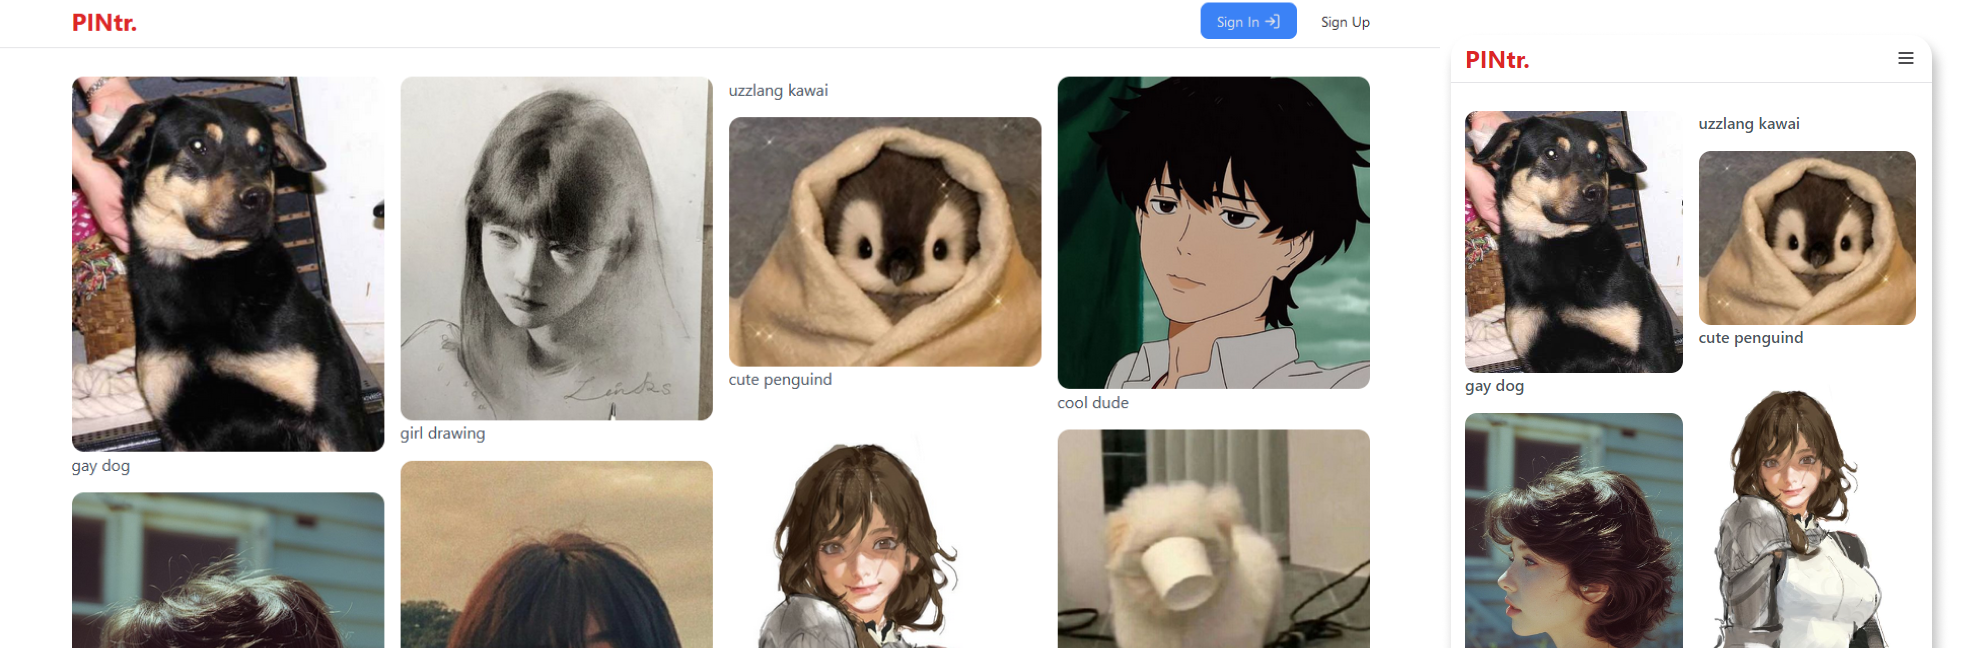 PINtr.
Sign In
Sign Up
uzzlang kawai
cute penguind
cool dude
girl drawing
gay dog
Linsks
PINtr.
uzzlang kawai
cute penguind
gay dog